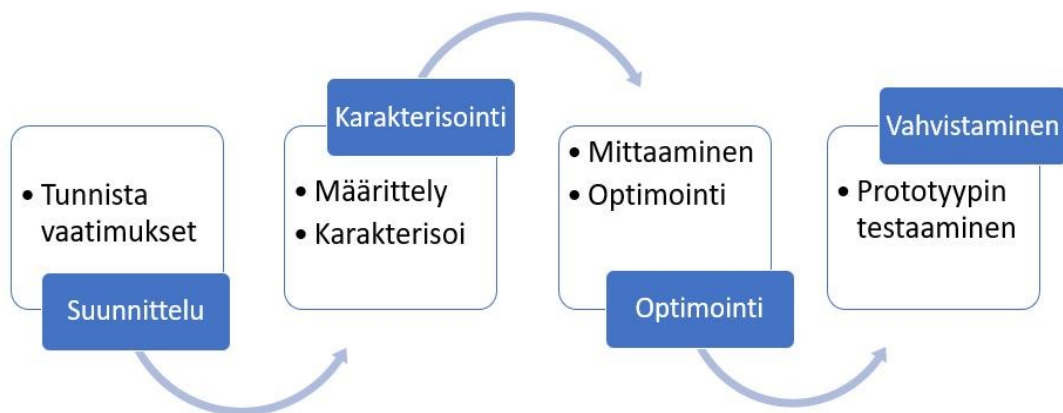 • Tunnista
vaatimukset
Suunnittelu
Karakterisointi
• Määrittely
• Karakterisoi
• Mittaaminen
• Optimointi
Optimointi
Vahvistaminen
• Prototyypin
testaaminen